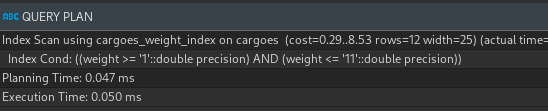 ABC QUERY PLAN
Index Scan using cargoes_weight_index on cargoes  (cost=0.29..8.53 rows=12 width=25) (actual time=
  Index Cond: ((weight >= '1'::double precision) AND (weight <= '11'::double precision))
Planning Time: 0.047 ms
Execution Time: 0.050 ms